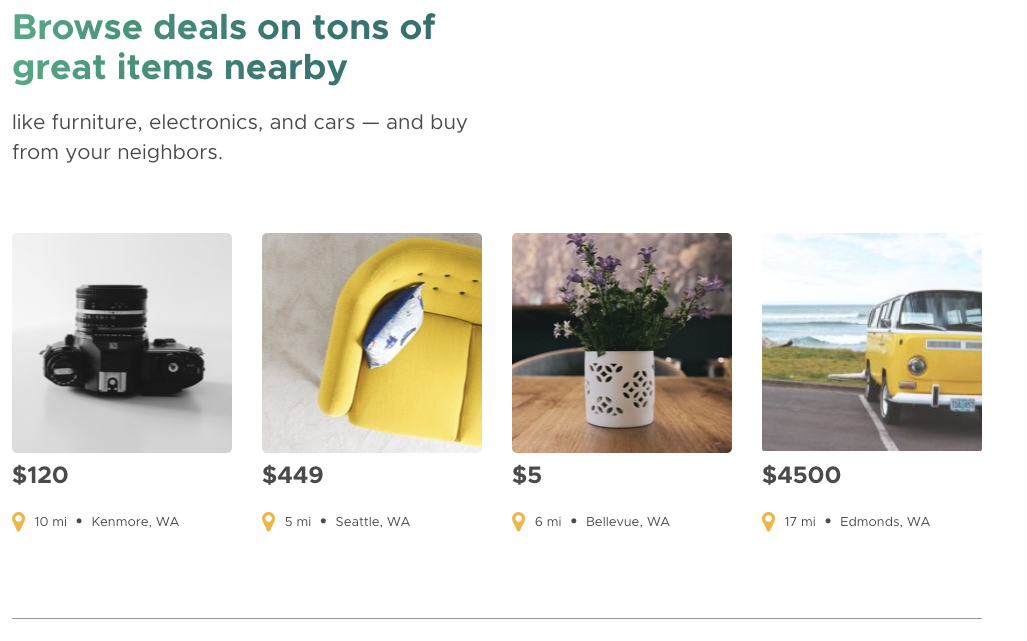 Browse deals on tons of
great items nearby
like furniture, electronics, and cars — and buy
from your neighbors.
$120
10 mi • Kenmore, WA
$449
5 mi • Seattle, WA
$5
6 mi • Bellevue, WA
$4500
17 mi • Edmonds, WA